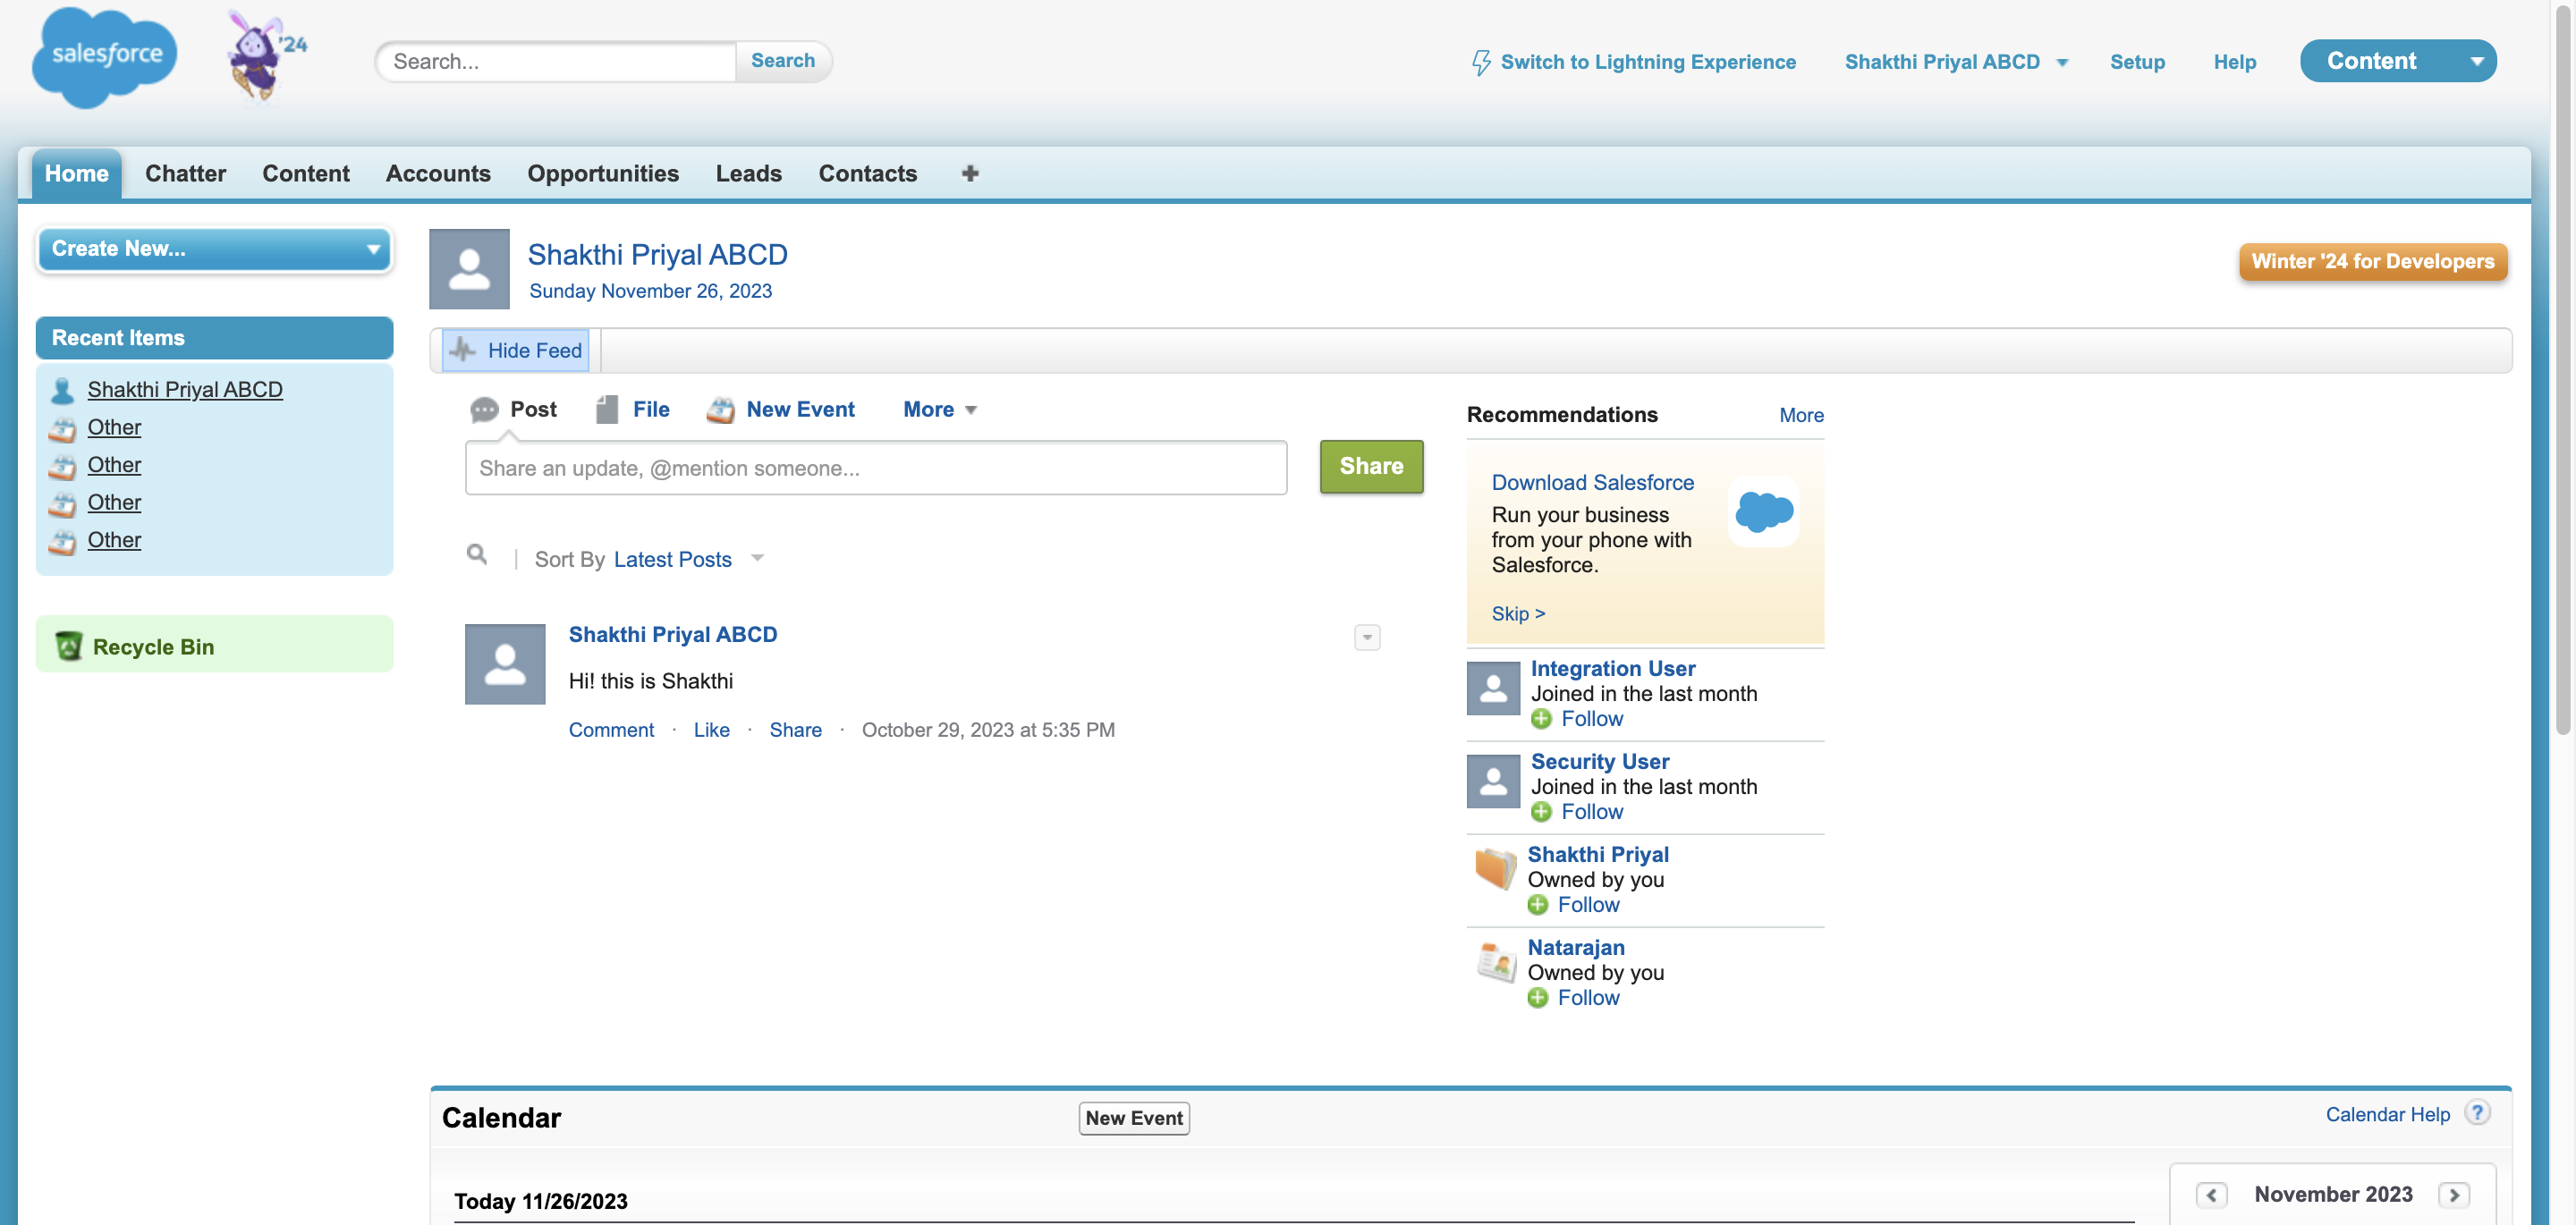 salesforce
'24
Search...
Search
Switch to Lightning Experience
Shakthi Priyal ABCD
Setup
Help
Content
Home
Chatter
Content
Accounts
Opportunities
Leads
Contacts
Create New...
Recent Items
Shakthi Priyal ABCD
Other
Other
Other
Other
Recycle Bin
Shakthi Priyal ABCD
Sunday November 26, 2023
Winter '24 for Developers
Hide Feed
Post
File
New Event
More
Share an update, @mention someone...
Share
| Sort By Latest Posts
Shakthi Priyal ABCD
Hi! this is Shakthi
Comment · Like · Share · October 29, 2023 at 5:35 PM
Recommendations
More
Download Salesforce
Run your business
from your phone with
Salesforce.
Skip >
Integration User
Joined in the last month
Follow
Security User
Joined in the last month
Follow
Shakthi Priyal
Owned by you
Follow
Natarajan
Owned by you
Follow
Calendar
New Event
Calendar Help ?
Today 11/26/2023
November 2023